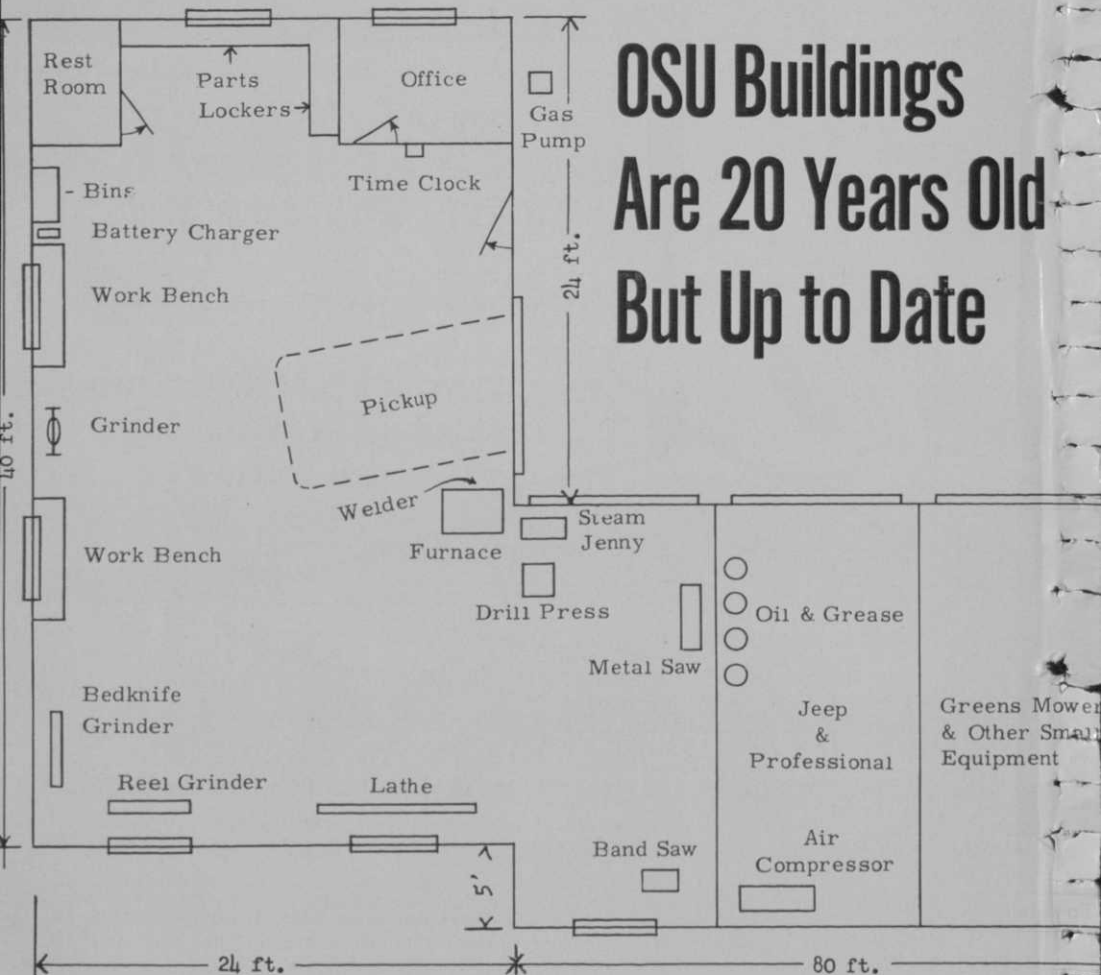 OSU Buildings
Are 20 Years Old
But Up to Date
Rest
Room
Parts
Lockers
Office
Gas
Pump
Time Clock
- Bins
Battery Charger
Work Bench
24 ft.
Pickup
40 ft.
Grinder
Welder
Furnace
Steam
Jenny
Work Bench
Drill Press
Oil & Grease
Metal Saw
Bedknife
Grinder
Jeep
&
Professional
Greens Mower
& Other Small
Equipment
Reel Grinder
Lathe
Air
Compressor
Band Saw
5'
24 ft.
80 ft.